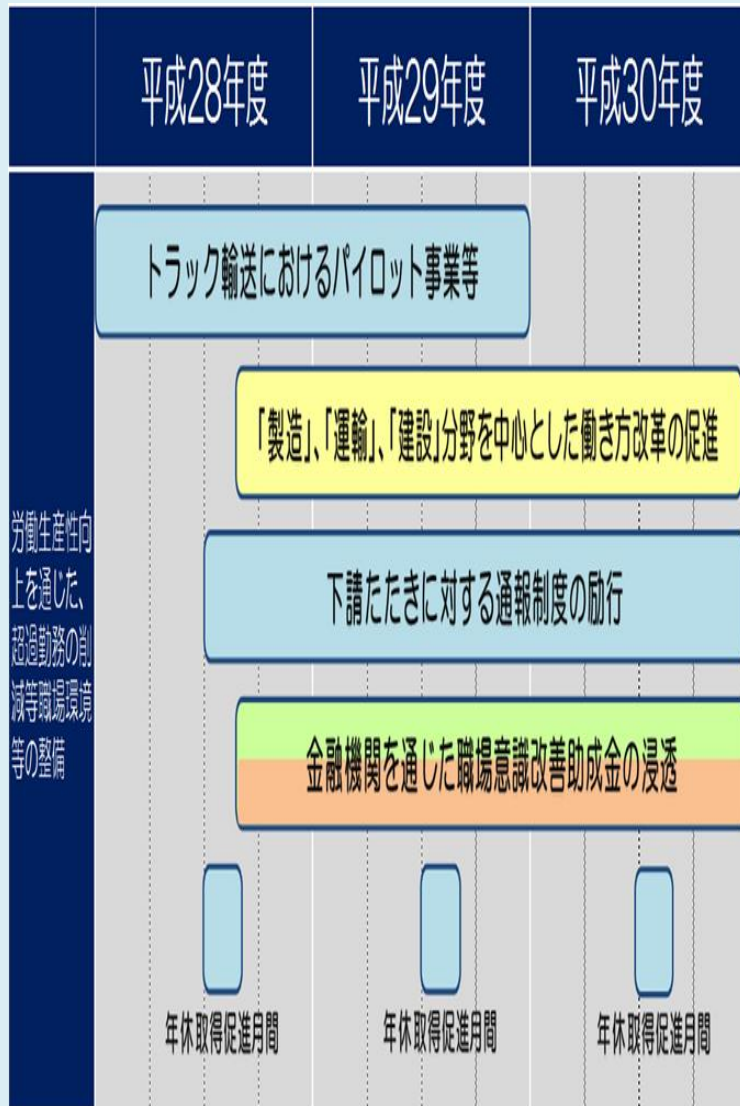 平成28年度
平成29年度
平成30年度
労働生産性向
上を通じた、
超過勤務の削
減等職場環境
等の整備
トラック輸送におけるパイロット事業等
「製造」、「運輸」、「建設」分野を中心とした働き方改革の促進
下請たたきに対する通報制度の励行
金融機関を通じた職場意識改善助成金の浸透
年休取得促進月間
年休取得促進月間
年休取得促進月間